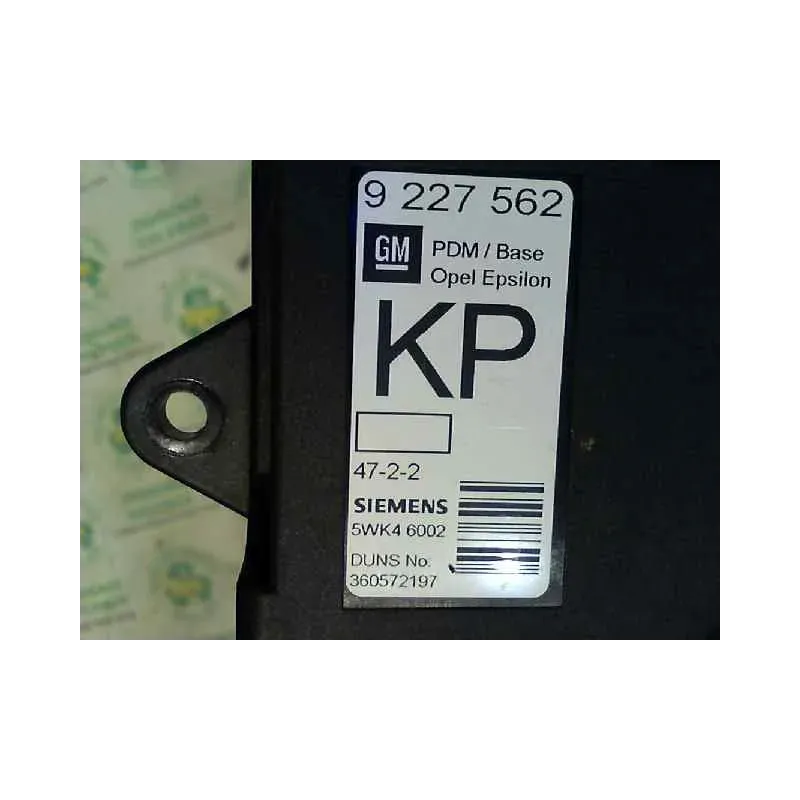 9 227 562
GM
PDM / Base
Opel Epsilon
KP
47-2-2
SIEMENS
5WK4 6002
DUNS No.
360572197